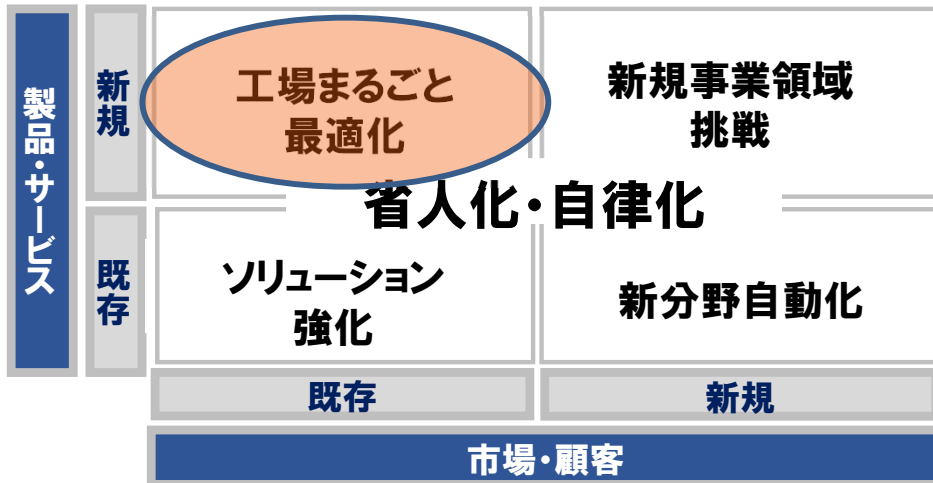 製品・サービス
新規
工場まるごと
最適化
新規事業領域
挑戦
省人化・自律化
既存
ソリューション
強化
新分野自動化
既存
新規
市場・顧客